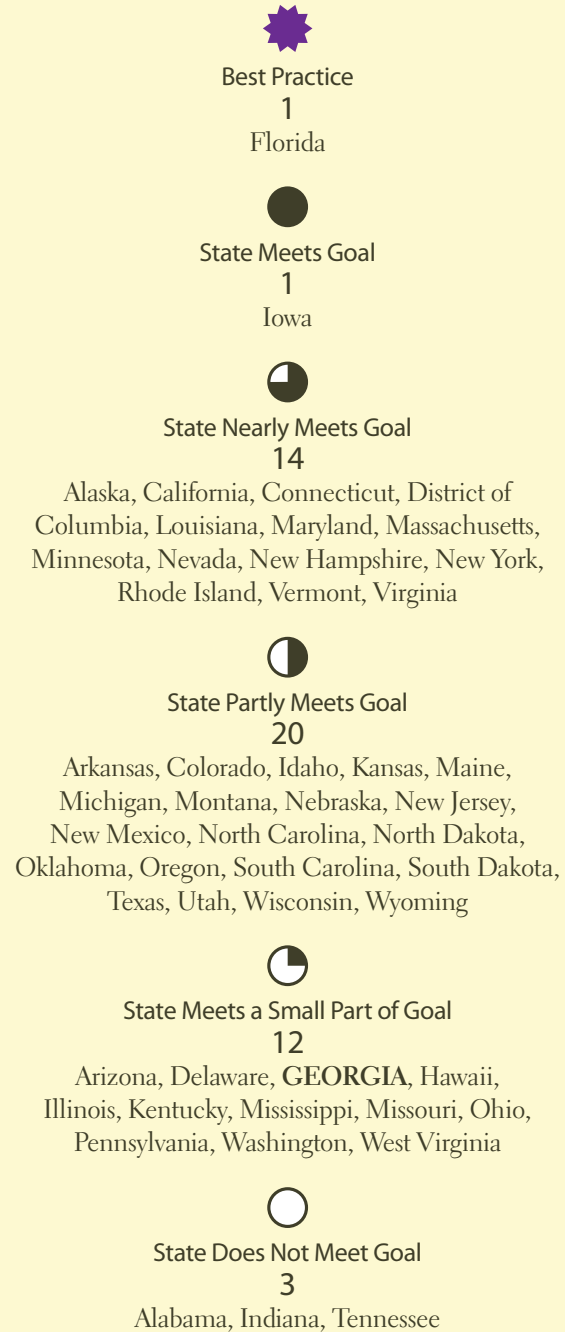 Best Practice
1
Florida
State Meets Goal
1
Iowa
State Nearly Meets Goal
14
Alaska, California, Connecticut, District of
Columbia, Louisiana, Maryland, Massachusetts,
Minnesota, Nevada, New Hampshire, New York,
Rhode Island, Vermont, Virginia
State Partly Meets Goal
20
Arkansas, Colorado, Idaho, Kansas, Maine,
Michigan, Montana, Nebraska, New Jersey,
New Mexico, North Carolina, North Dakota,
Oklahoma, Oregon, South Carolina, South Dakota,
Texas, Utah, Wisconsin, Wyoming
State Meets a Small Part of Goal
12
Arizona, Delaware, GEORGIA, Hawaii,
Illinois, Kentucky, Mississippi, Missouri, Ohio,
Pennsylvania, Washington, West Virginia
State Does Not Meet Goal
3
Alabama, Indiana, Tennessee